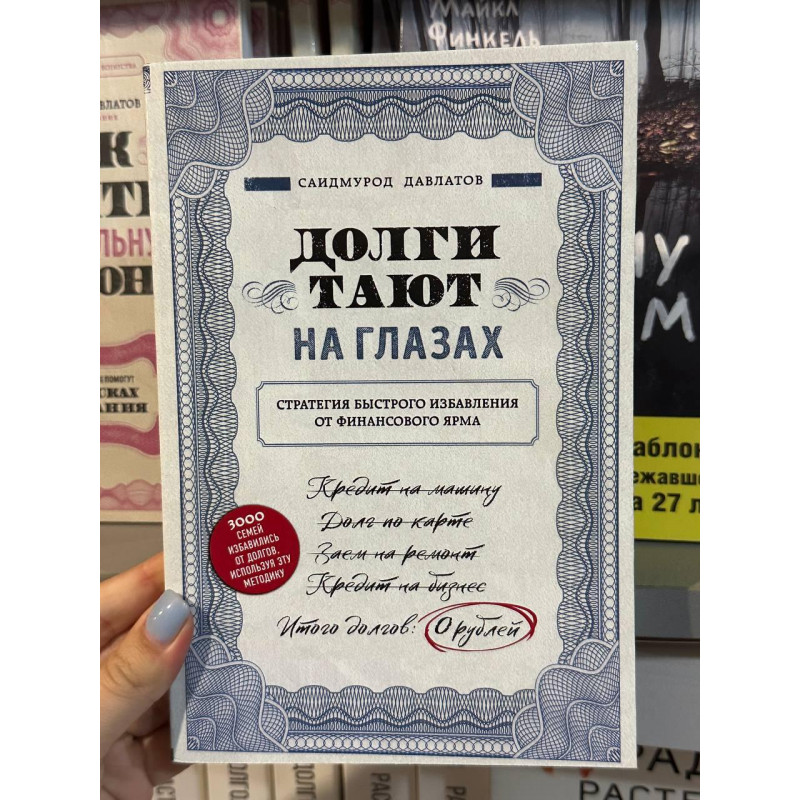 САИДМУРОД ДАВЛАТОВ
ДОЛГИ
ТАЮТ
НА ГЛАЗАХ
СТРАТЕГИЯ БЫСТРОГО ИЗБАВЛЕНИЯ
ОТ ФИНАНСОВОГО ЯРМА
Кредит на машину
Долг по карте
Заем на ремонт
Кредит на бизнес
Итого долгов: 0 рублей
3000
СЕМЕЙ
ИЗБАВИЛИСЬ
ОТ ДОЛГОВ,
ИСПОЛЬЗУЯ ЭТУ
МЕТОДИКУ
МАЙКЛ
ФИНКЕЛЬ
ПОМОГУТ
а 27 л